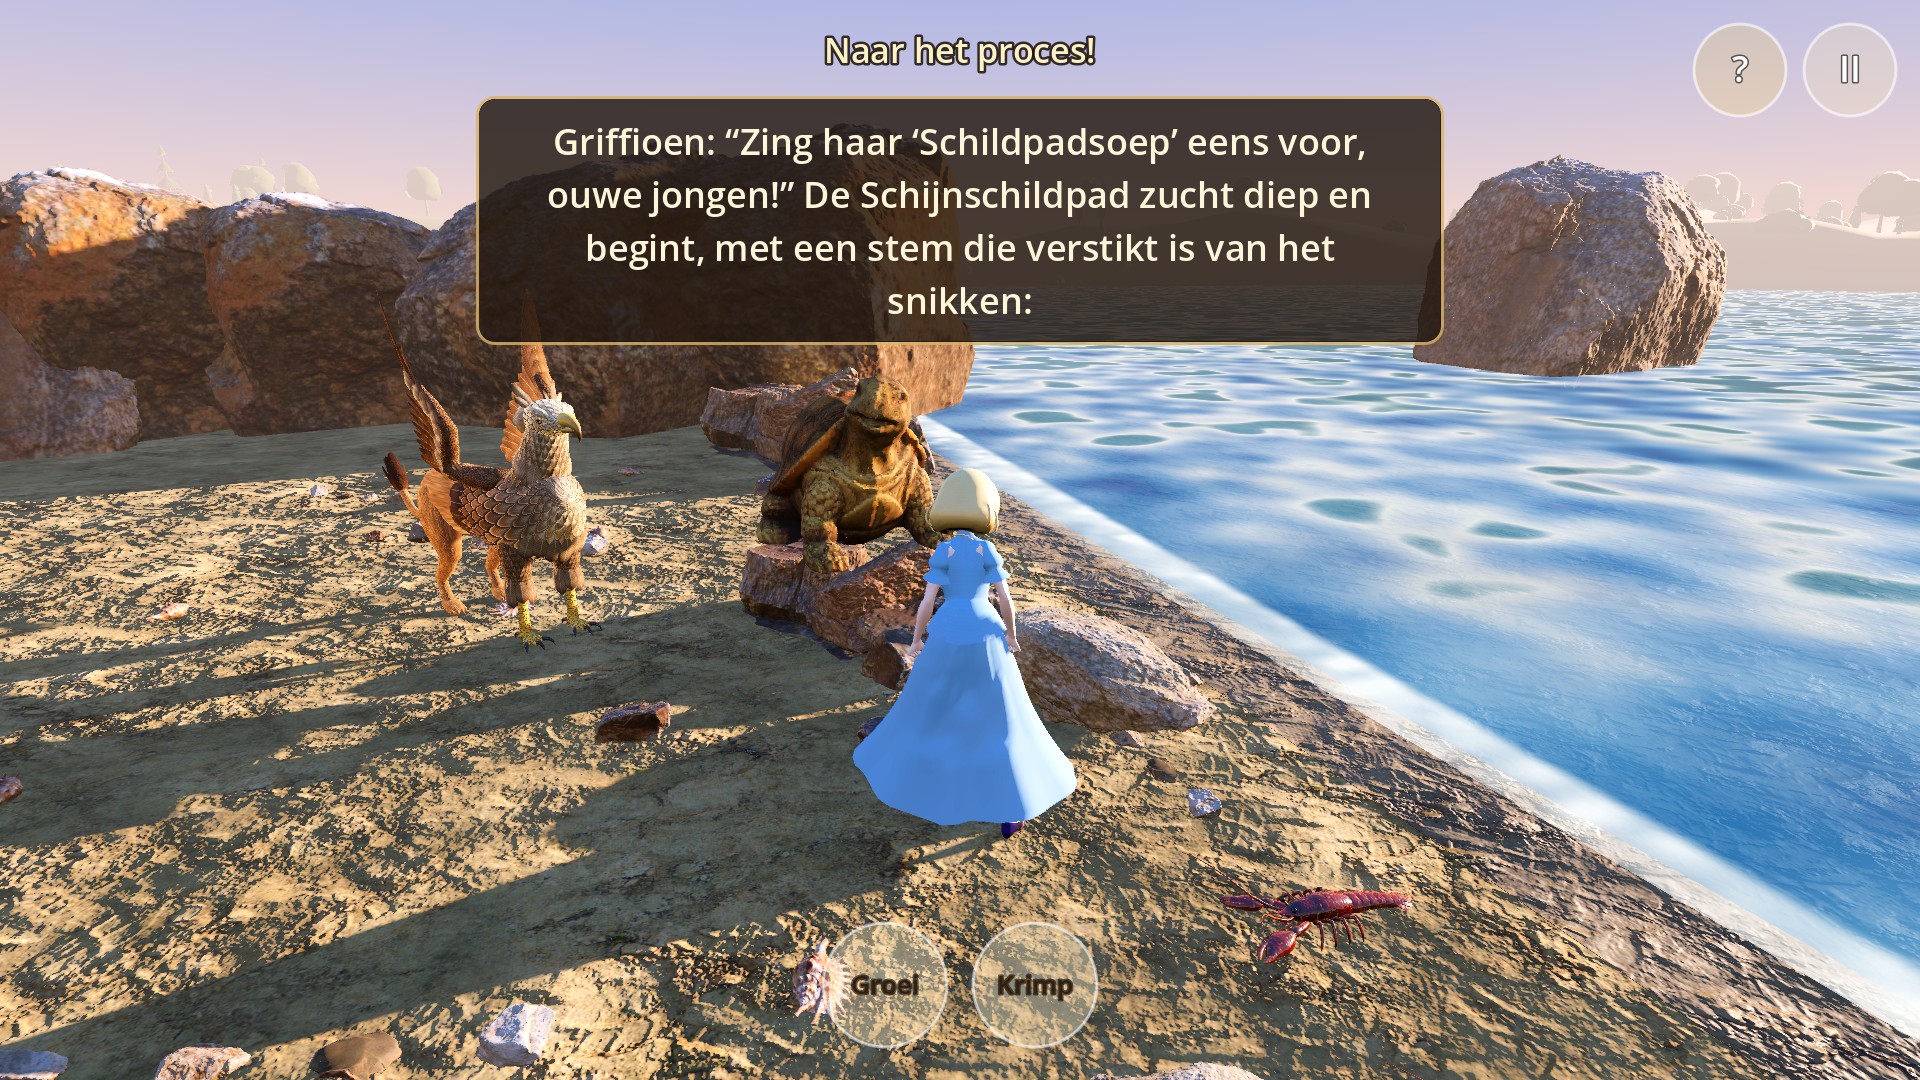 Naar het proces!
?
Griffioen: “Zing haar ‘Schildpadsoep’ eens voor,
ouwe jongen!” De Schijnschildpad zucht diep en
begint, met een stem die verstikt is van het
snikken:
Groei
Krimp